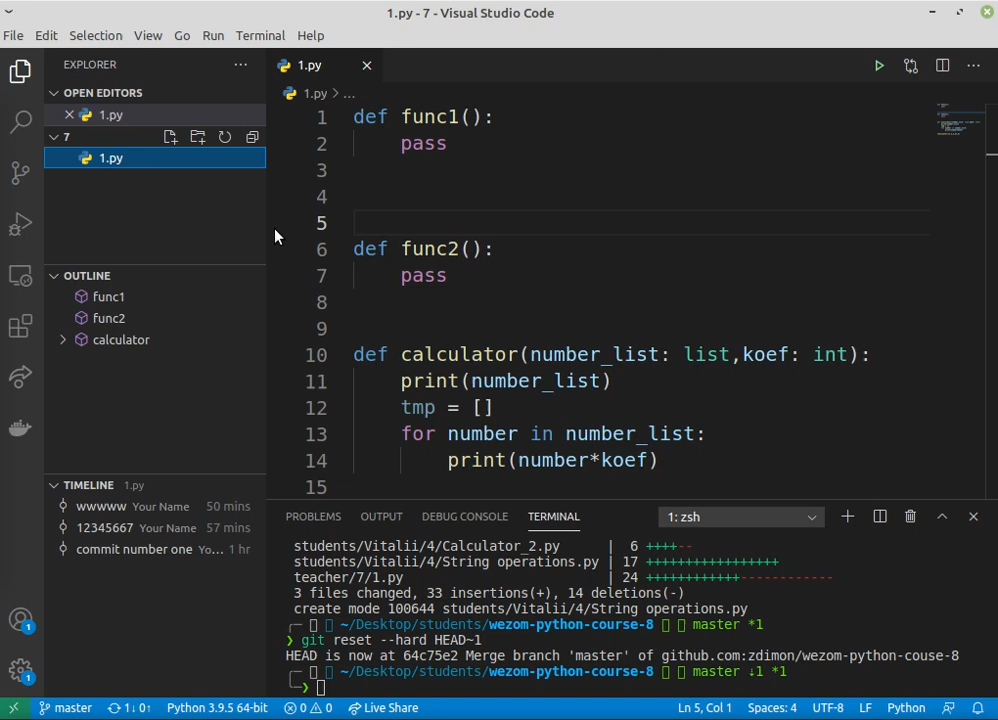 1.py - 7 - Visual Studio Code
File Edit Selection View Go Run Terminal Help
EXPLORER
OPEN EDITORS
1.py
7
1.py
OUTLINE
func1
func2
calculator
TIMELINE 1.py
wwwww Your Name 50 mins
12345667 Your Name 57 mins
commit number one Yo... 1 hr
1.py
1.py > ...
1 def func1():
2 pass
3
4
5
6 def func2():
7 pass
8
9
10 def calculator(number_list: list,koef: int):
11 print(number_list)
12 tmp = []
13 for number in number_list:
14 print(number*koef)
15
PROBLEMS OUTPUT DEBUG CONSOLE TERMINAL 1: zsh
students/Vitalii/4/Calculator_2.py | 6 ++++--
students/Vitalii/4/String operations.py | 17 +++++++++++++++++
teacher/7/1.py | 24 ++++++++++++------------
3 files changed, 33 insertions(+), 14 deletions(-)
create mode 100644 students/Vitalii/4/String operations.py
~/Desktop/students/wezom-python-course-8 master *1
❯ git reset --hard HEAD~1
HEAD is now at 64c75e2 Merge branch 'master' of github.com:zdimon/wezom-python-couse-8
~/Desktop/students/wezom-python-course-8 master ⇣1 *1
❯
master 1↓ 0↑ Python 3.9.5 64-bit 0 0 Live Share Ln 5, Col 1 Spaces: 4 UTF-8 LF Python
1
1